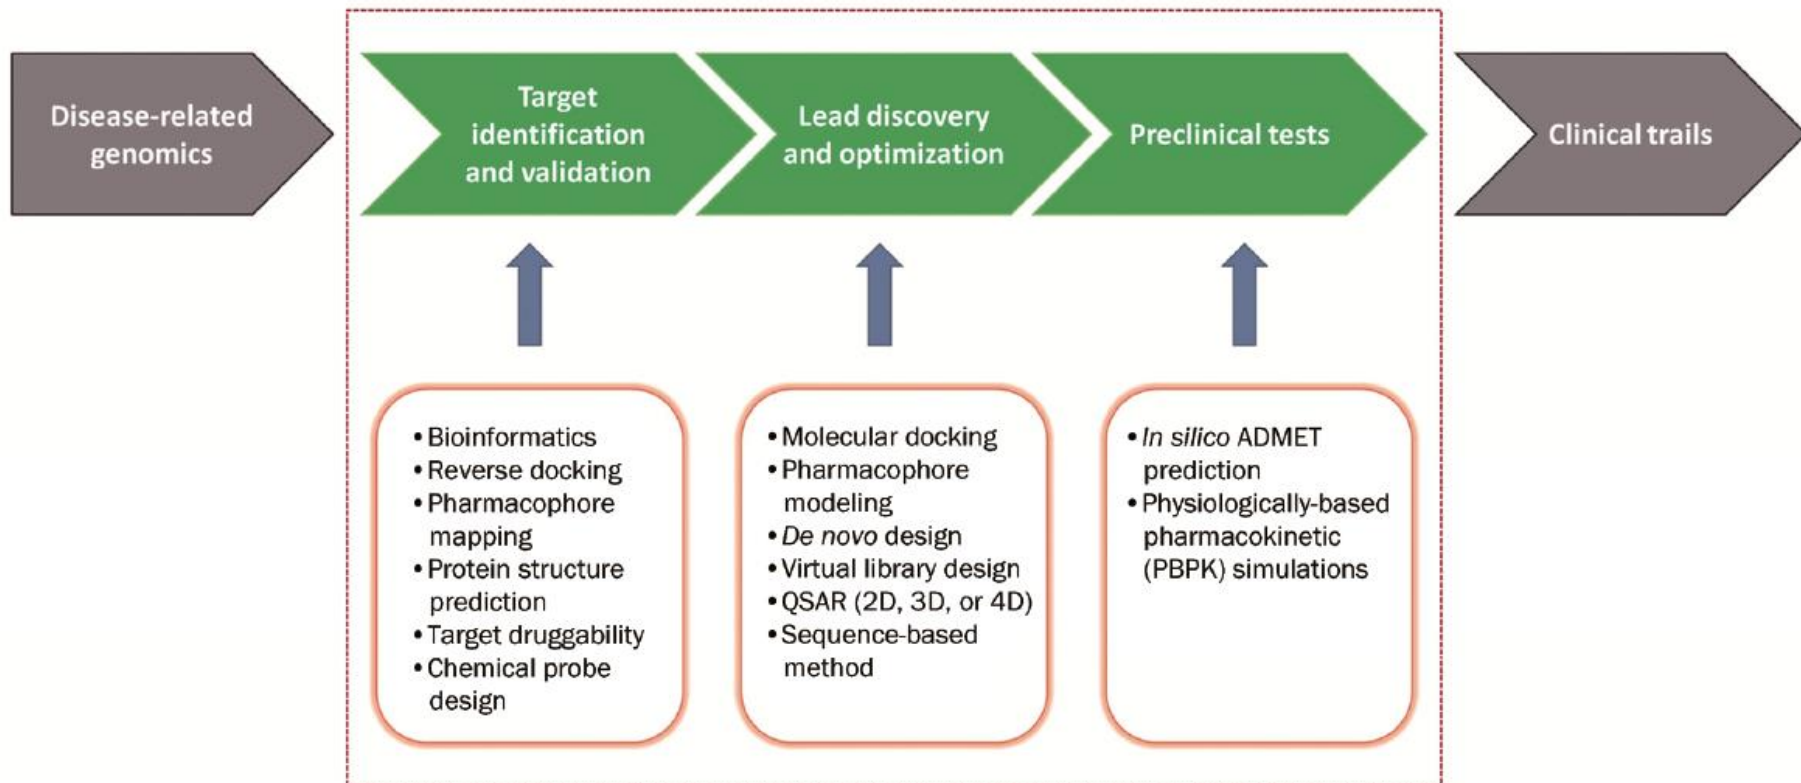 Disease-related
genomics
Target
identification
and validation
Lead discovery
and optimization
Preclinical tests
Clinical trails
• Bioinformatics
• Reverse docking
• Pharmacophore
mapping
• Protein structure
prediction
• Target druggability
• Chemical probe
design
• Molecular docking
• Pharmacophore
modeling
• De novo design
• Virtual library design
• QSAR (2D, 3D, or 4D)
• Sequence-based
method
• In silico ADMET
prediction
• Physiologically-based
pharmacokinetic
(PBPK) simulations